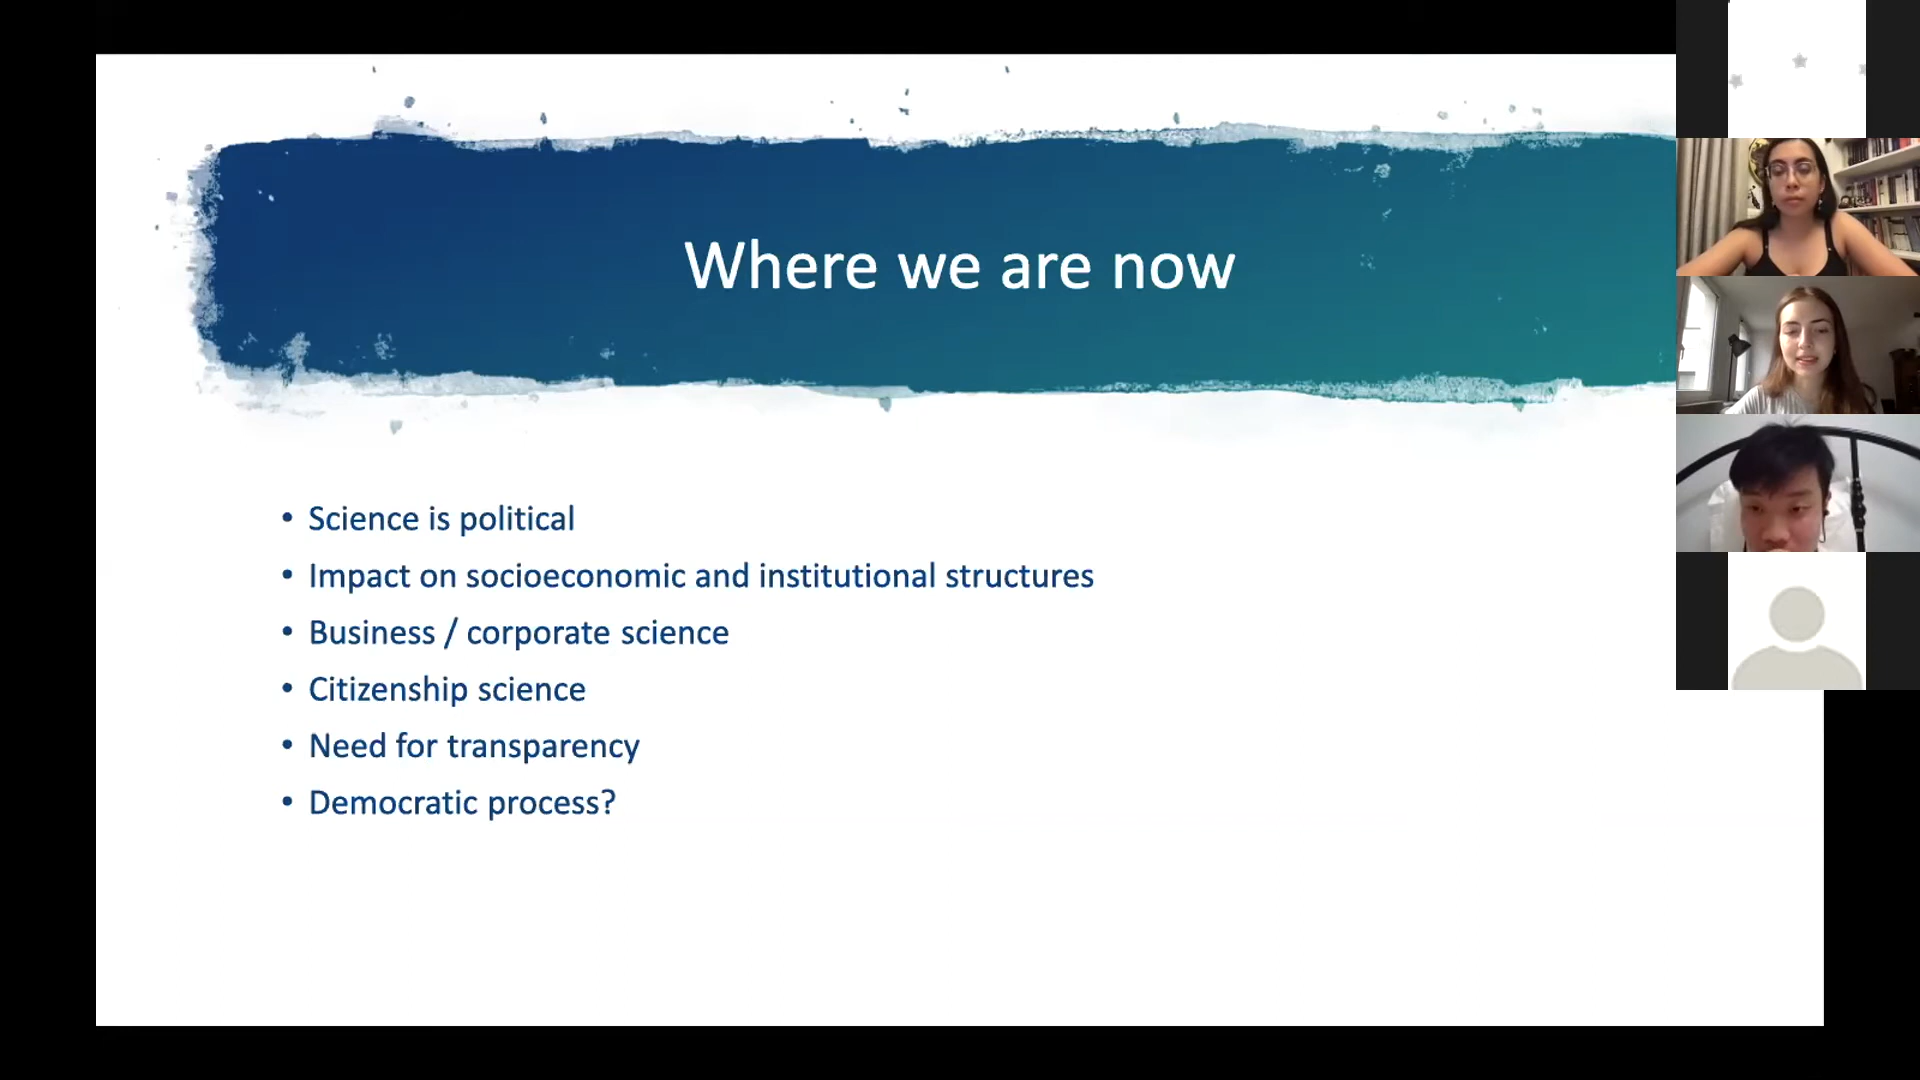 Where we are now
• Science is political
• Impact on socioeconomic and institutional structures
• Business / corporate science
• Citizenship science
• Need for transparency
• Democratic process?